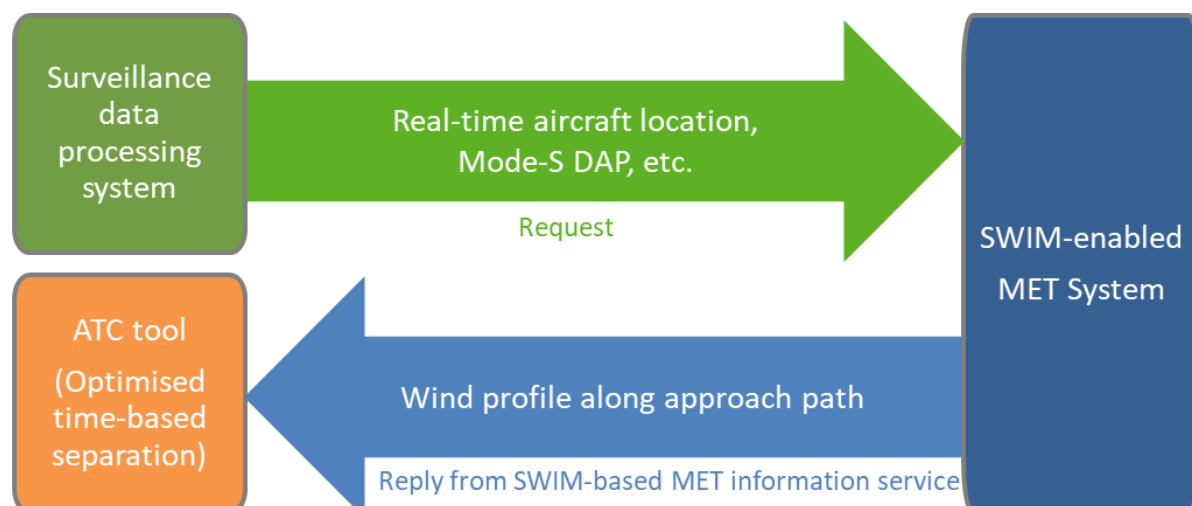 Surveillance
data
processing
system
Real-time aircraft location,
Mode-S DAP, etc.
Request
SWIM-enabled
MET System
ATC tool
(Optimised
time-based
separation)
Wind profile along approach path
Reply from SWIM-based MET information service